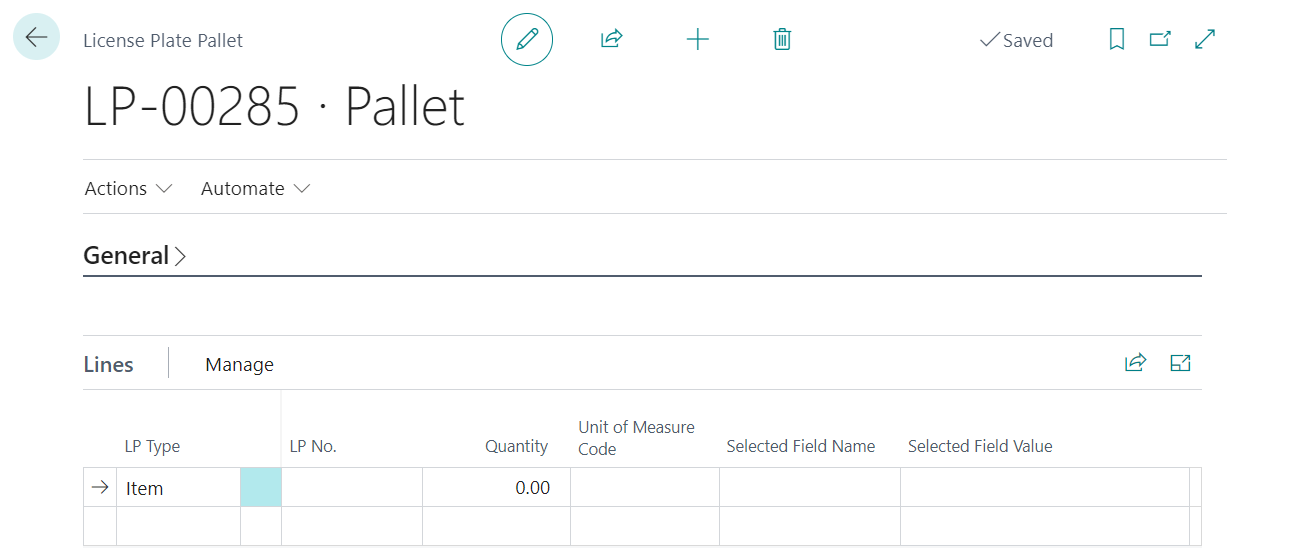 License Plate Pallet
Saved
LP-00285 · Pallet
Actions
Automate
General
Lines
Manage
LP Type
LP No.
Quantity
Unit of Measure
Code
Selected Field Name
Selected Field Value
Item
0.00